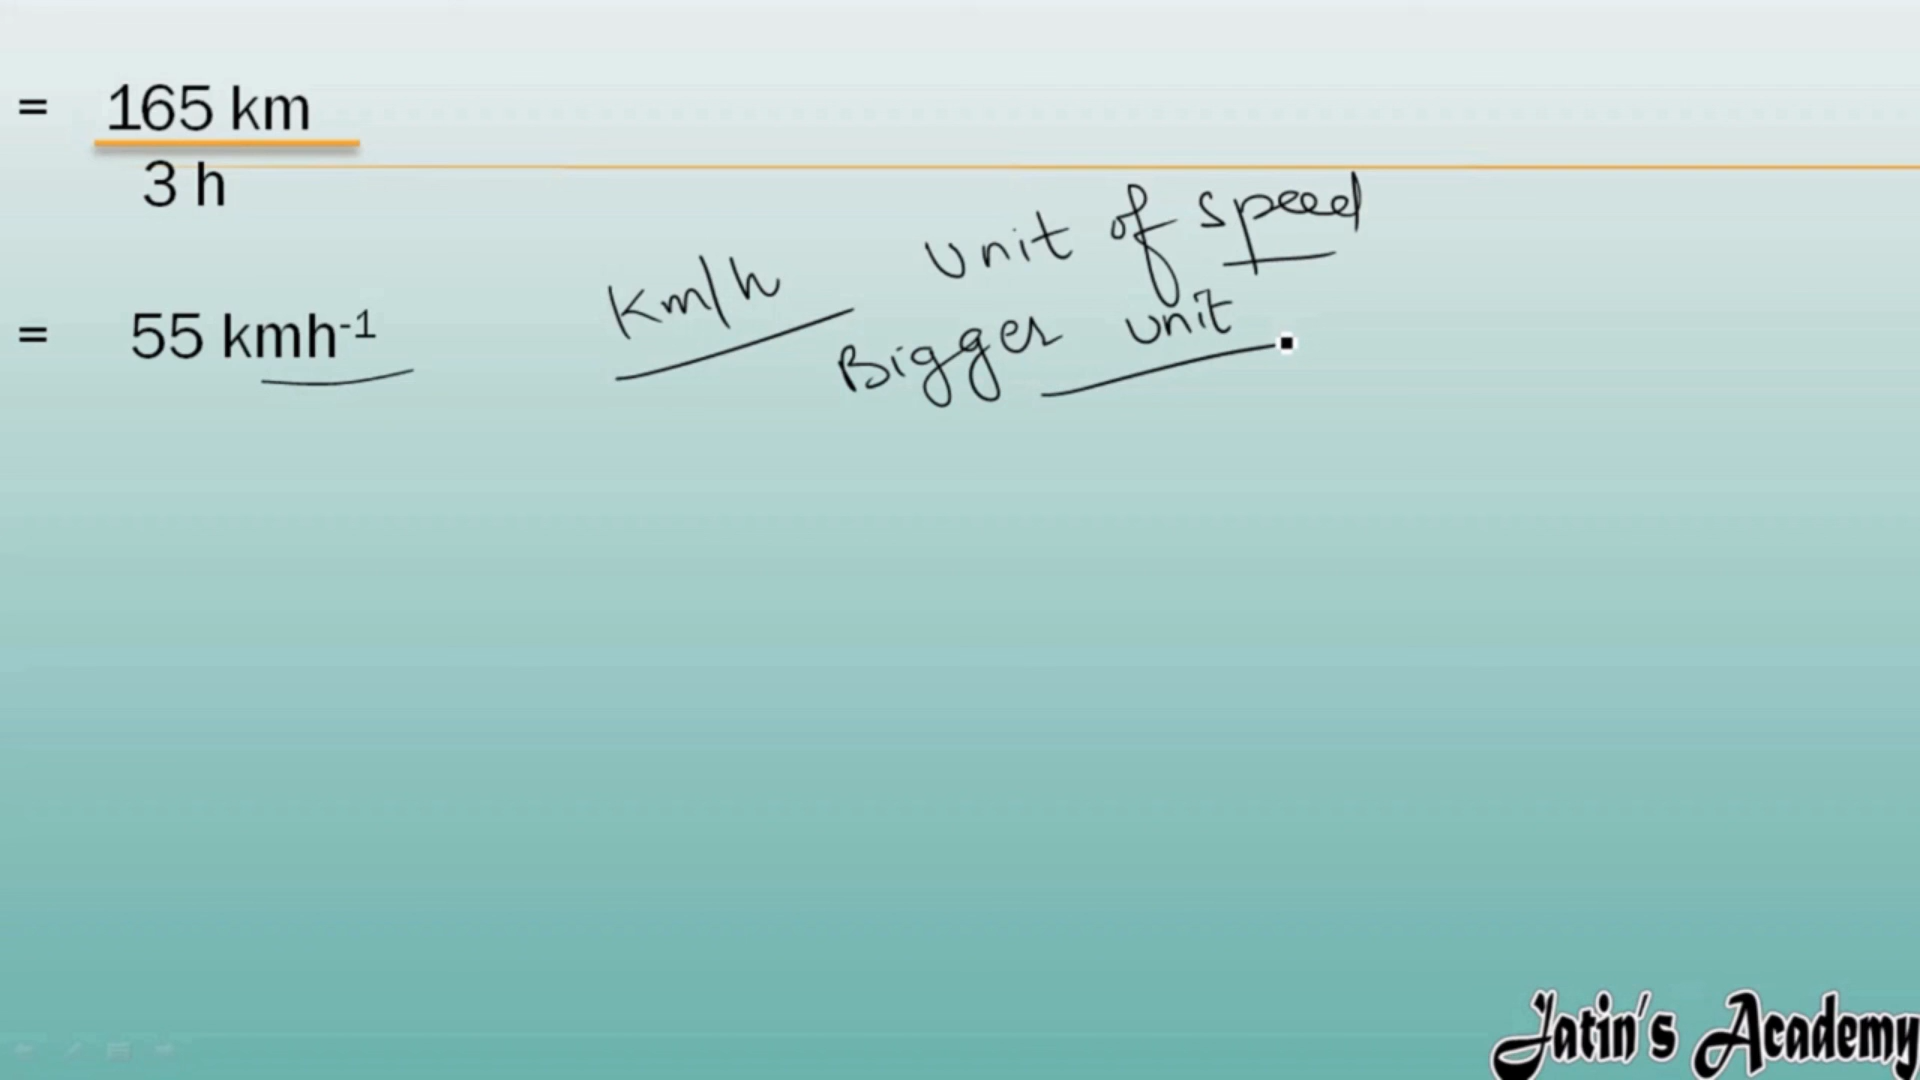 = 165 km
3 h
= 55 kmh-1
Km/h unit of speed
Bigger unit
Jatin's Academy